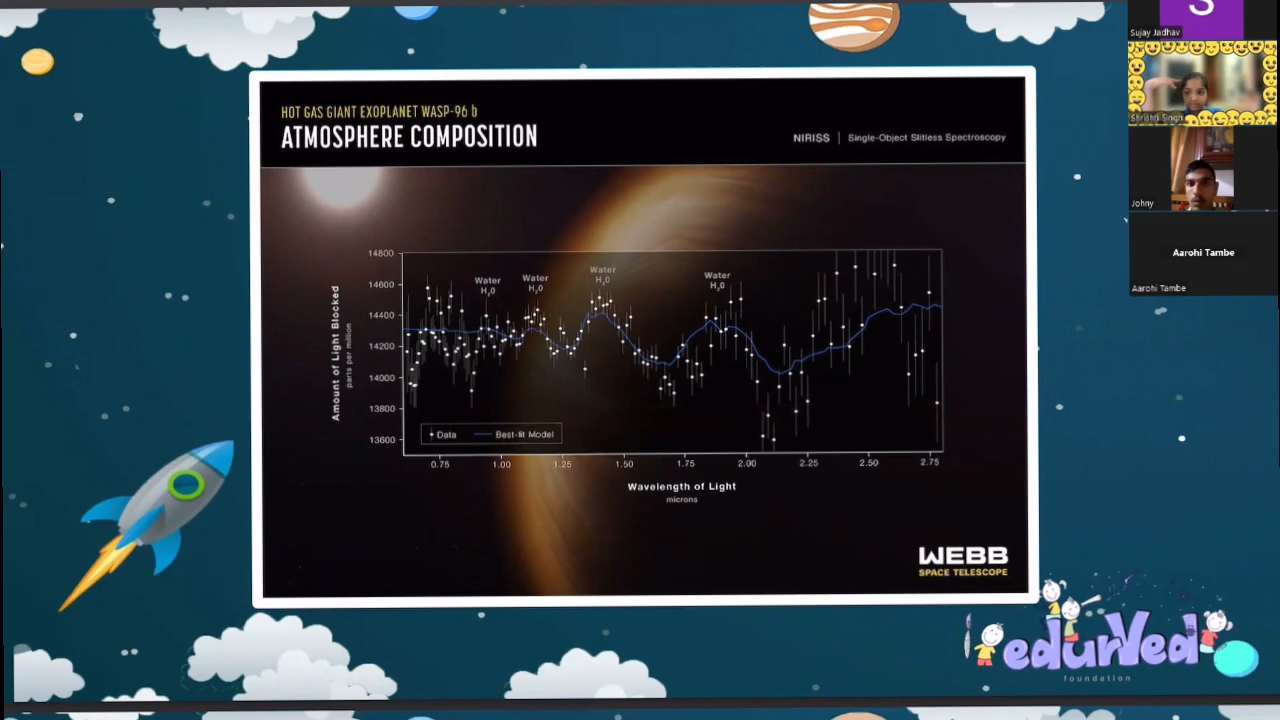 HOT GAS GIANT EXOPLANET WASP-96 b
ATMOSPHERE COMPOSITION
NIRISS | Single-Object Slitless Spectroscopy
14800
14600
14400
14200
14000
13800
13600
Amount of Light Blocked
parts per million
Water
H₂O
Water
H₂O
Water
H₂O
Water
H₂O
Data
Best-fit Model
0.75
1.00
1.25
1.50
1.75
2.00
2.25
2.50
2.75
Wavelength of Light
microns
WEBB
SPACE TELESCOPE
edurVed
foundation
S
Sujay Jadhav
Shrishti Singh
Johny
Aarohi Tambe
Aarohi Tambe